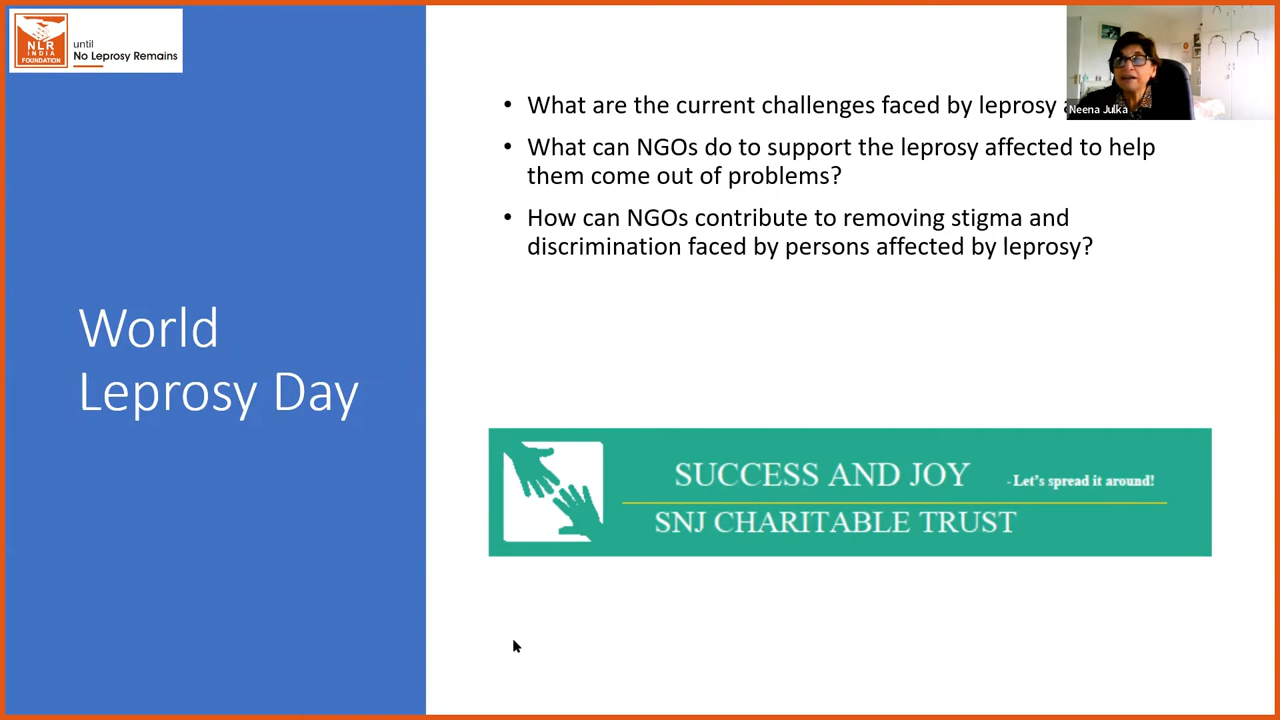 NLR
INDIA
FOUNDATION
until
No Leprosy Remains
Neena Julka
• What are the current challenges faced by leprosy
• What can NGOs do to support the leprosy affected to help
them come out of problems?
• How can NGOs contribute to removing stigma and
discrimination faced by persons affected by leprosy?
World
Leprosy Day
SUCCESS AND JOY - Let's spread it around!
SNJ CHARITABLE TRUST